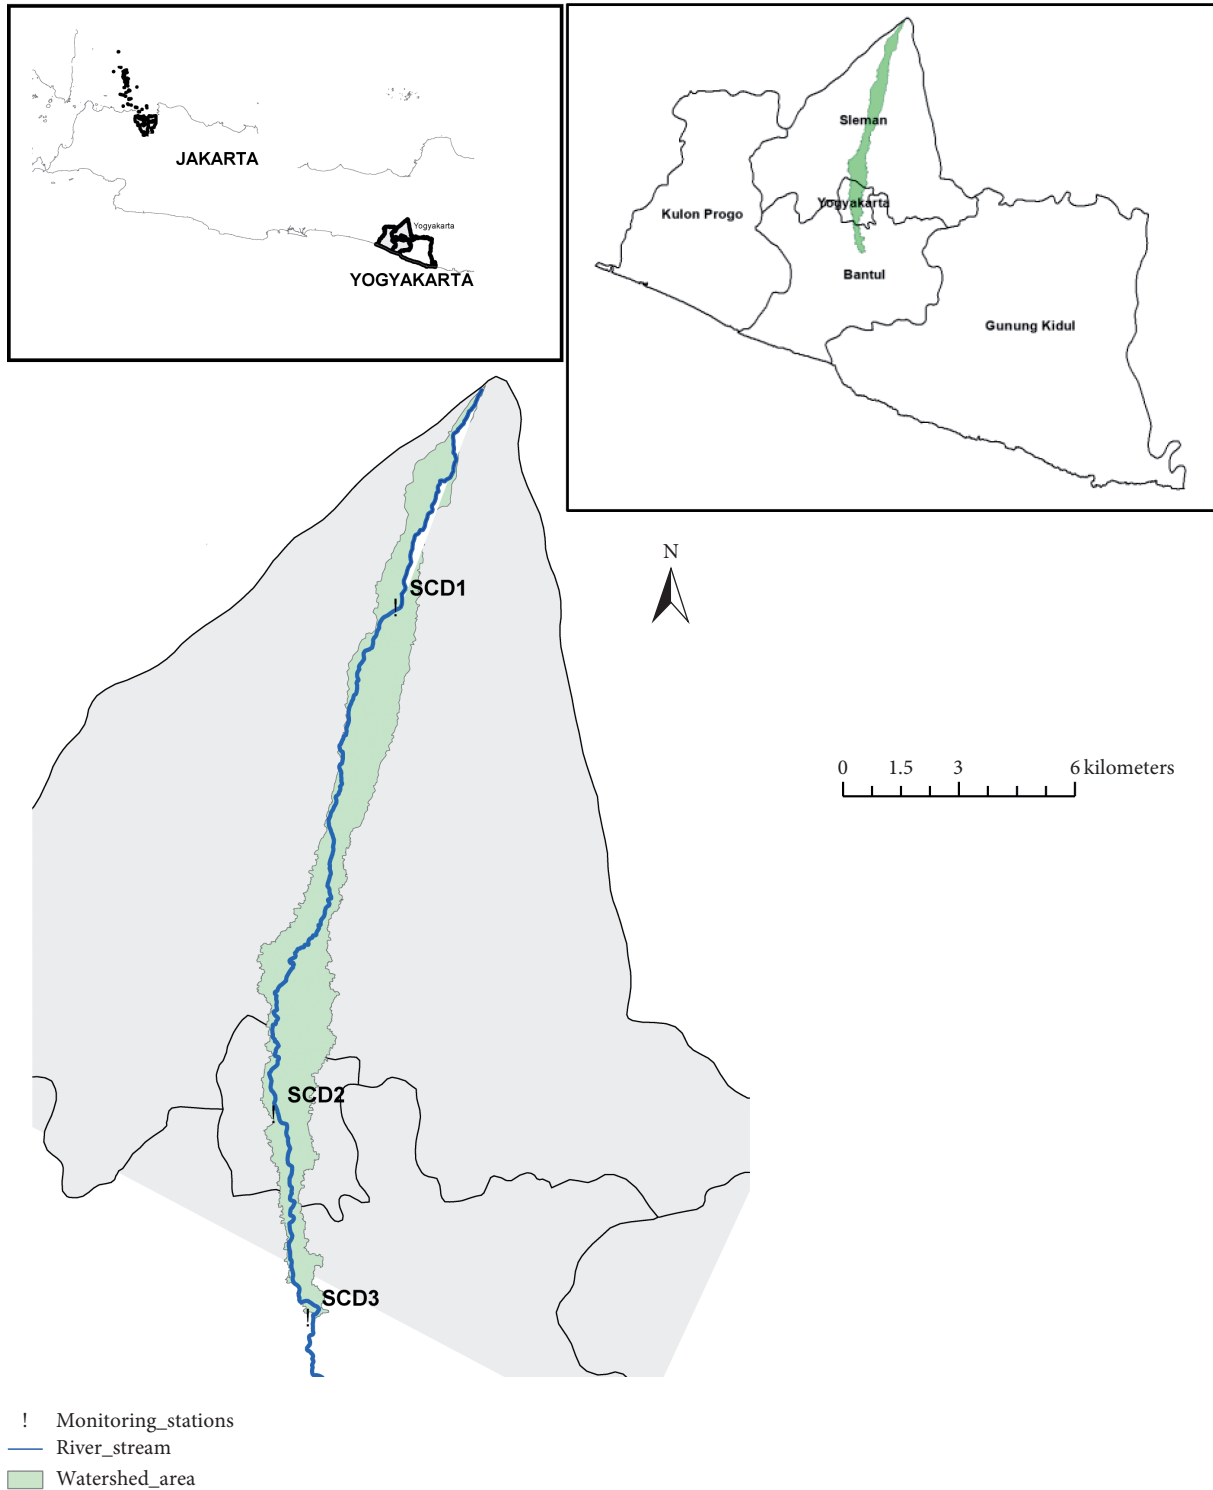 JAKARTA
Yogyakarta
YOGYAKARTA
Sleman
Yogyakarta
Kulon Progo
Bantul
Gunung Kidul
N
SCD1
!
0 1.5 3 6 kilometers
SCD2
!
SCD3
!
! Monitoring_stations
River_stream
Watershed_area